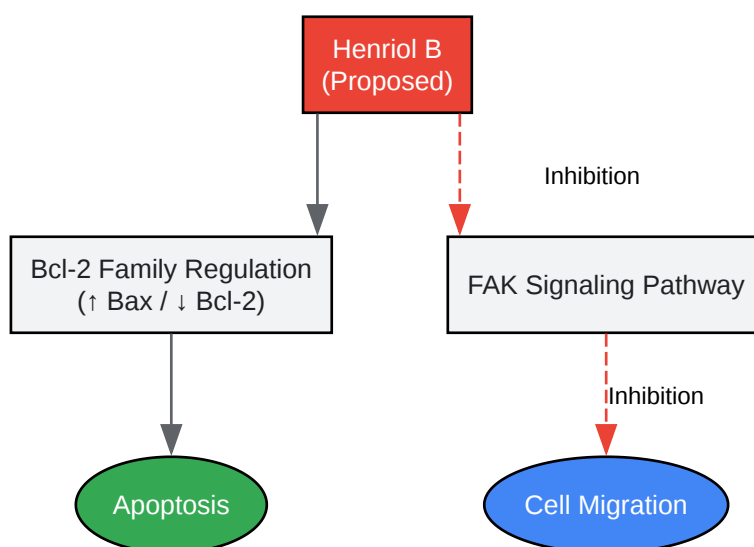 Henriol B
(Proposed)
Inhibition
Bcl-2 Family Regulation
(↑ Bax / ↓ Bcl-2)
FAK Signaling Pathway
Inhibition
Apoptosis
Cell Migration